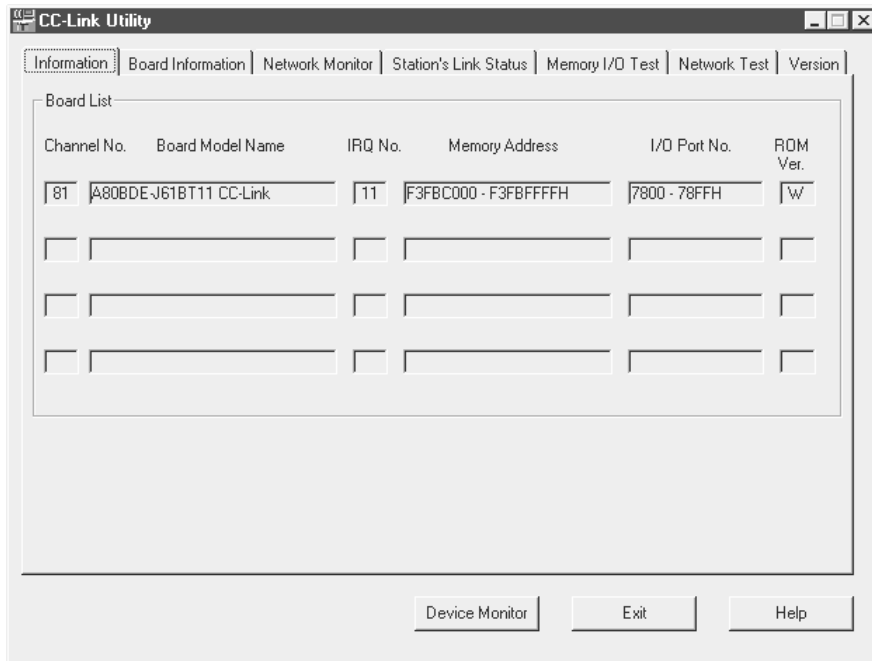 CC-Link Utility
Information Board Information Network Monitor Station's Link Status Memory I/O Test Network Test Version
Board List
Channel No. Board Model Name IRQ No. Memory Address I/O Port No. ROM Ver.
81 A80BDE-J61BT11 CC-Link 11 F3FBC000 - F3FBFFFFH 7800 - 78FFH W
Device Monitor Exit Help